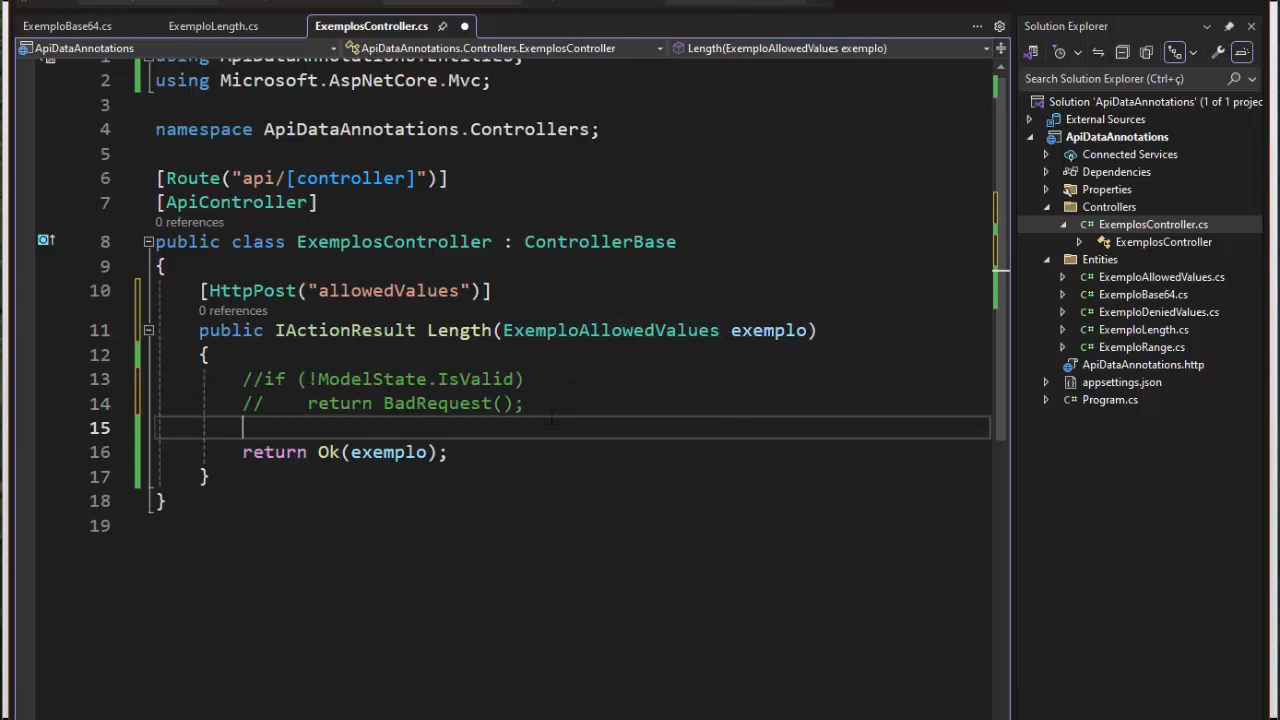 ExemploBase64.cs
ExemploLength.cs
ExemplosController.cs
ApiDataAnnotations
ApiDataAnnotations.Controllers.ExemplosController
Length(ExemploAllowedValues exemplo)
1 using ApiDataAnnotations.Entities;
2 using Microsoft.AspNetCore.Mvc;
3
4 namespace ApiDataAnnotations.Controllers;
5
6 [Route("api/[controller]")]
7 [ApiController]
0 references
8 public class ExemplosController : ControllerBase
9 {
10 [HttpPost("allowedValues")]
0 references
11 public IActionResult Length(ExemploAllowedValues exemplo)
12 {
13 //if (!ModelState.IsValid)
14 //    return BadRequest();
15
16 return Ok(exemplo);
17 }
18 }
19
Solution Explorer
Search Solution Explorer (Ctrl+ç)
Solution 'ApiDataAnnotations' (1 of 1 projec
External Sources
ApiDataAnnotations
Connected Services
Dependencies
Properties
Controllers
C# ExemplosController.cs
ExemplosController
Entities
C# ExemploAllowedValues.cs
C# ExemploBase64.cs
C# ExemploDeniedValues.cs
C# ExemploLength.cs
C# ExemploRange.cs
ApiDataAnnotations.http
appsettings.json
C# Program.cs